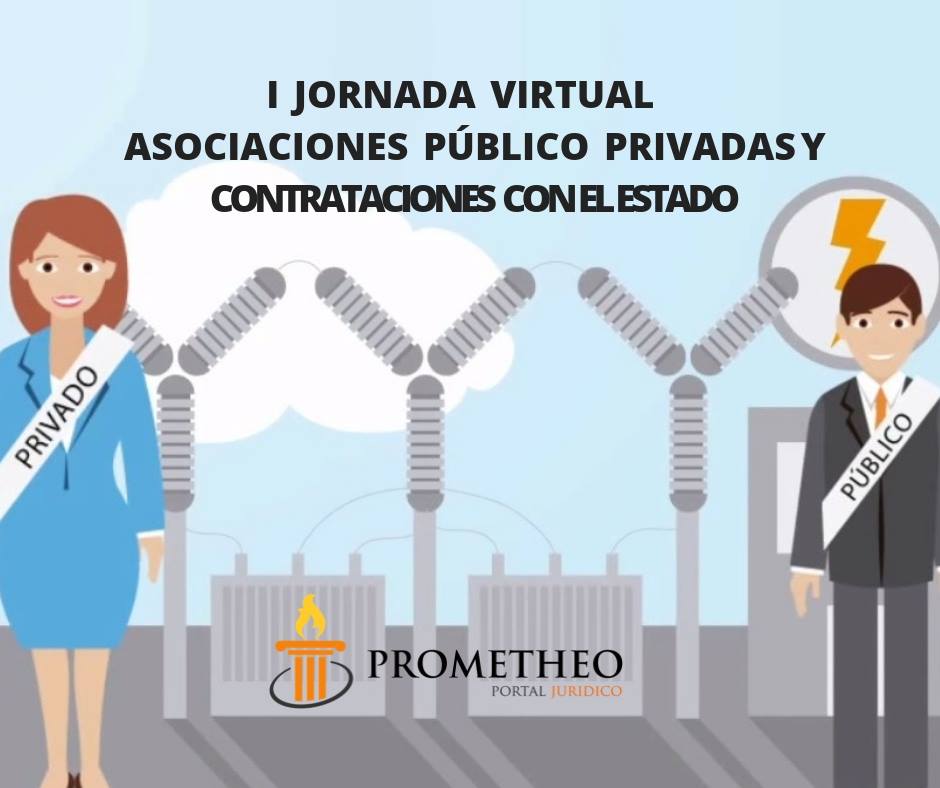 I JORNADA VIRTUAL
ASOCIACIONES PÚBLICO PRIVADAS Y
CONTRATACIONES CON EL ESTADO
PRIVADO
PÚBLICO
PROMETHEO
PORTAL JURIDICO